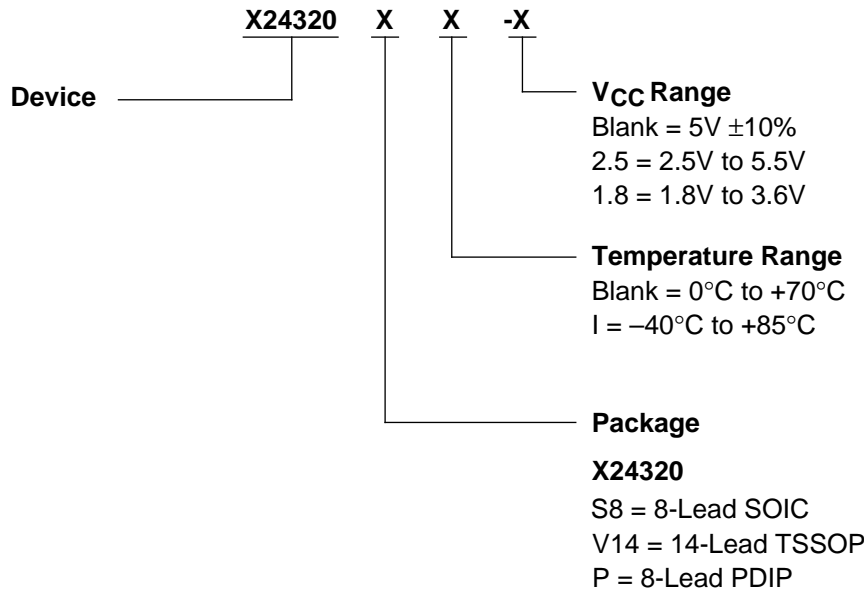 X24320 X X -X
Device
VCC Range
Blank = 5V ±10%
2.5 = 2.5V to 5.5V
1.8 = 1.8V to 3.6V
Temperature Range
Blank = 0°C to +70°C
I = –40°C to +85°C
Package
X24320
S8 = 8-Lead SOIC
V14 = 14-Lead TSSOP
P = 8-Lead PDIP